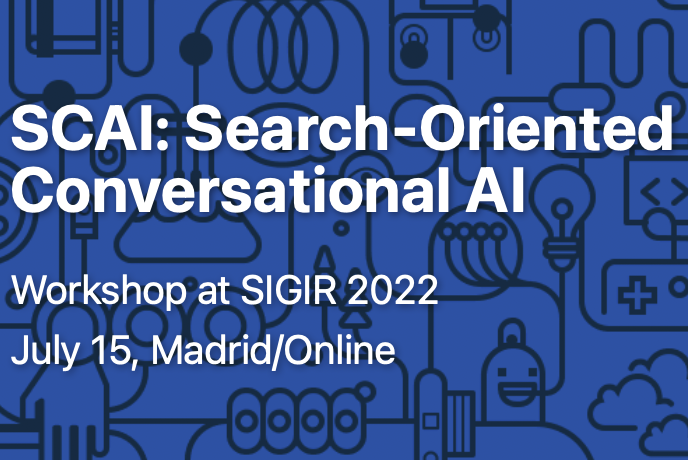 SCAI: Search-Oriented
Conversational AI
Workshop at SIGIR 2022
July 15, Madrid/Online